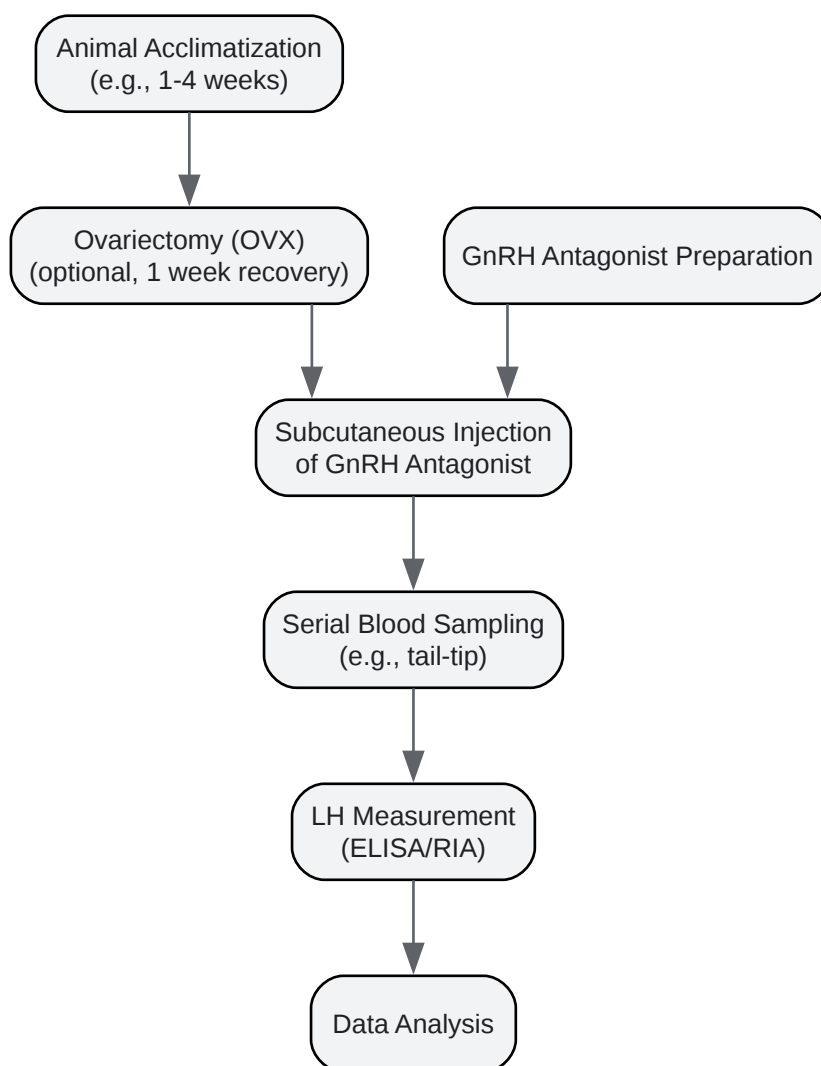 Animal Acclimatization
(e.g., 1-4 weeks)
Ovariectomy (OVX)
(optional, 1 week recovery)
GnRH Antagonist Preparation
Subcutaneous Injection
of GnRH Antagonist
Serial Blood Sampling
(e.g., tail-tip)
LH Measurement
(ELISA/RIA)
Data Analysis